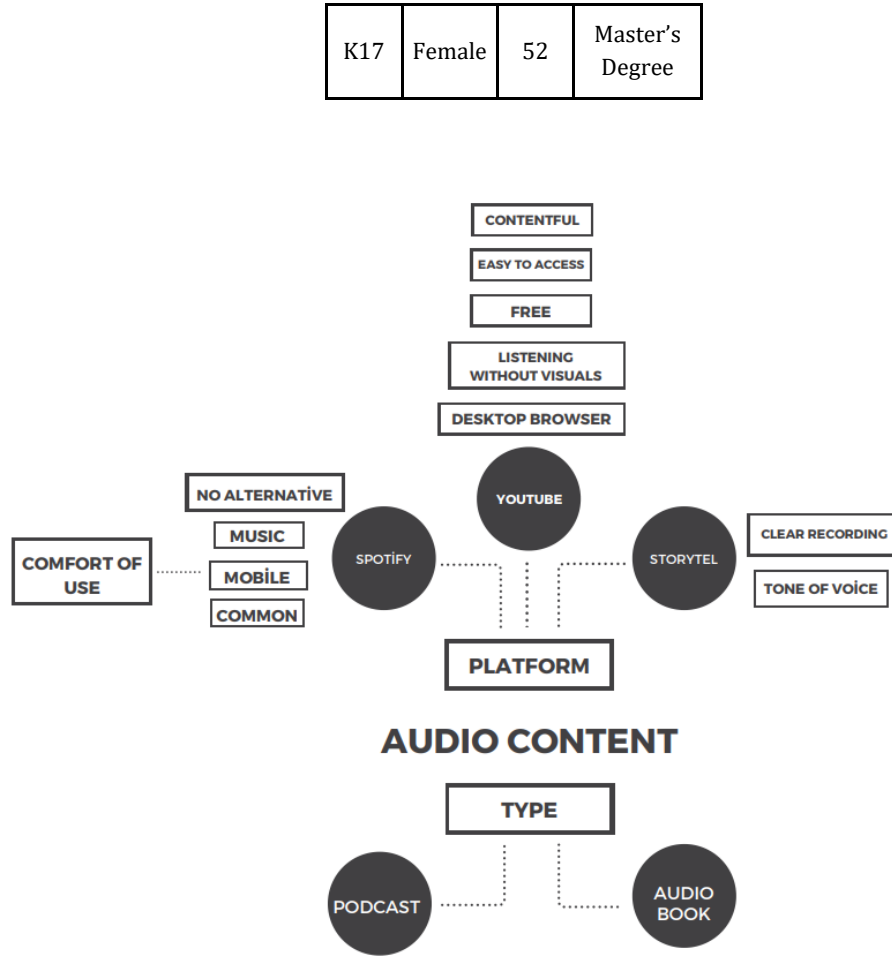 K17 Female 52 Master's
Degree
CONTENTFUL
EASY TO ACCESS
FREE
LISTENING
WITHOUT VISUALS
DESKTOP BROWSER
YOUTUBE
NO ALTERNATİVE
MUSIC
MOBİLE
COMMON
COMFORT OF
USE
SPOTİFY
STORYTEL
CLEAR RECORDING
TONE OF VOİCE
PLATFORM
AUDIO CONTENT
TYPE
PODCAST
AUDIO
BOOK